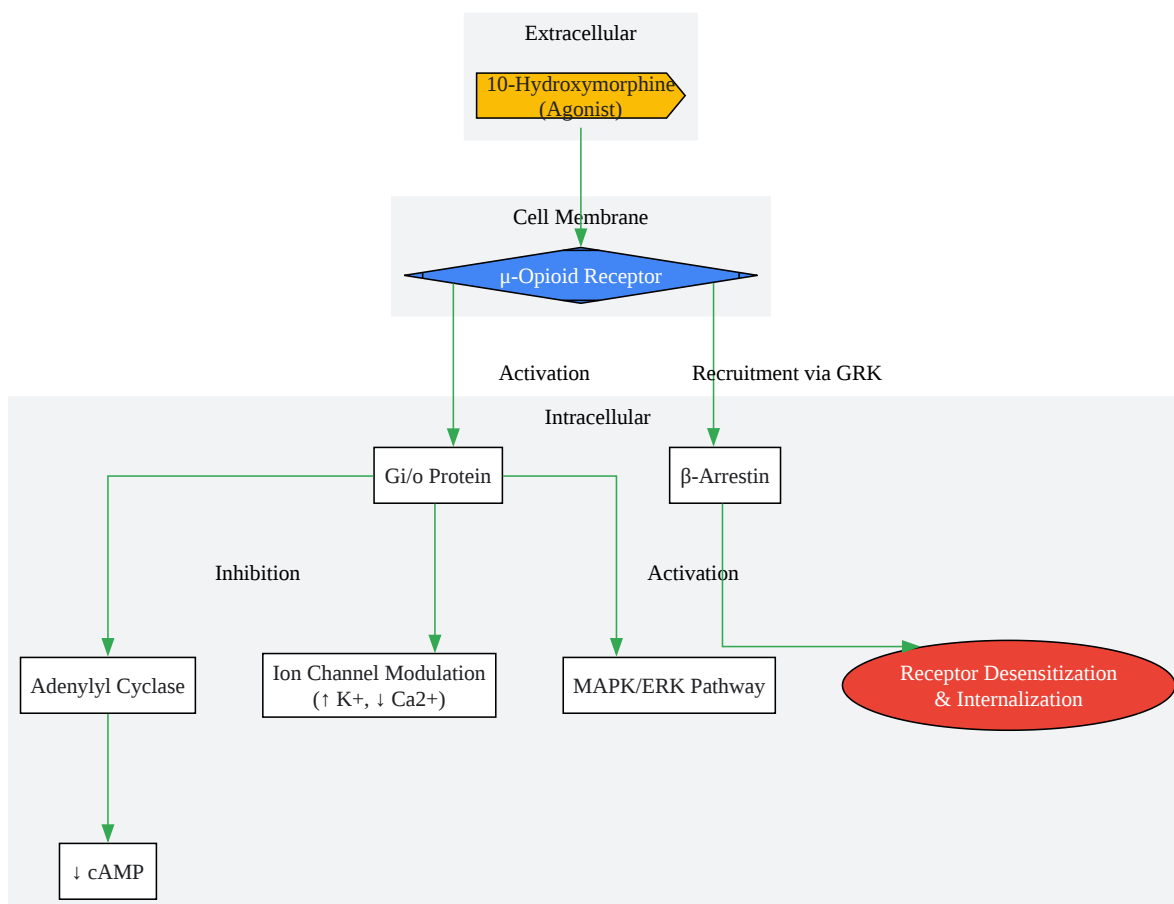 Extracellular
10-Hydroxymorphine
(Agonist)
Cell Membrane
μ-Opioid Receptor
Activation
Recruitment via GRK
Intracellular
Gi/o Protein
β-Arrestin
Inhibition
Activation
Adenylyl Cyclase
Ion Channel Modulation
(↑ K+, ↓ Ca2+)
MAPK/ERK Pathway
Receptor Desensitization
& Internalization
↓ cAMP